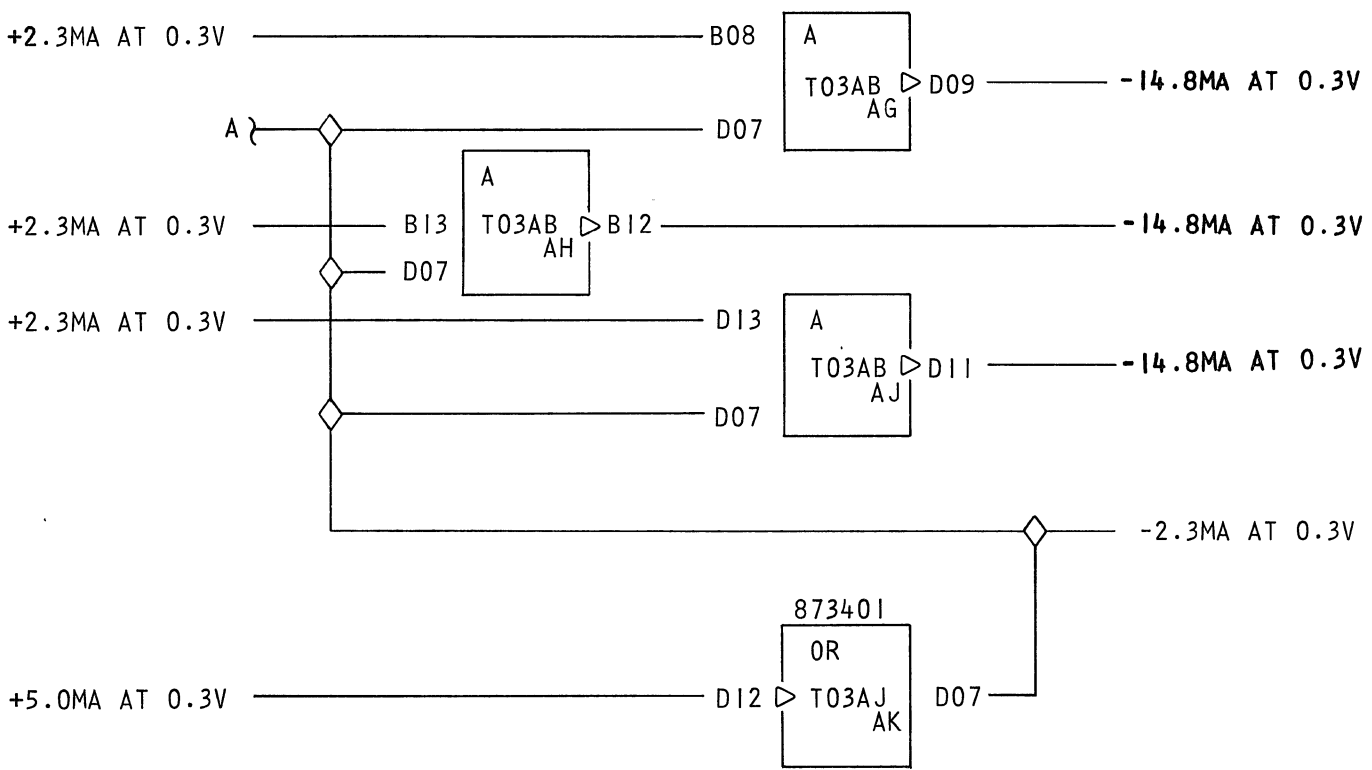 +2.3MA AT 0.3V B08 A
T03AB D09 -14.8MA AT 0.3V
AG
A D07
A
+2.3MA AT 0.3V B13 T03AB B12 -14.8MA AT 0.3V
AH
D07
+2.3MA AT 0.3V D13 A
T03AB D11 -14.8MA AT 0.3V
AJ
D07
-2.3MA AT 0.3V
873401
OR
+5.0MA AT 0.3V D12 T03AJ D07
AK